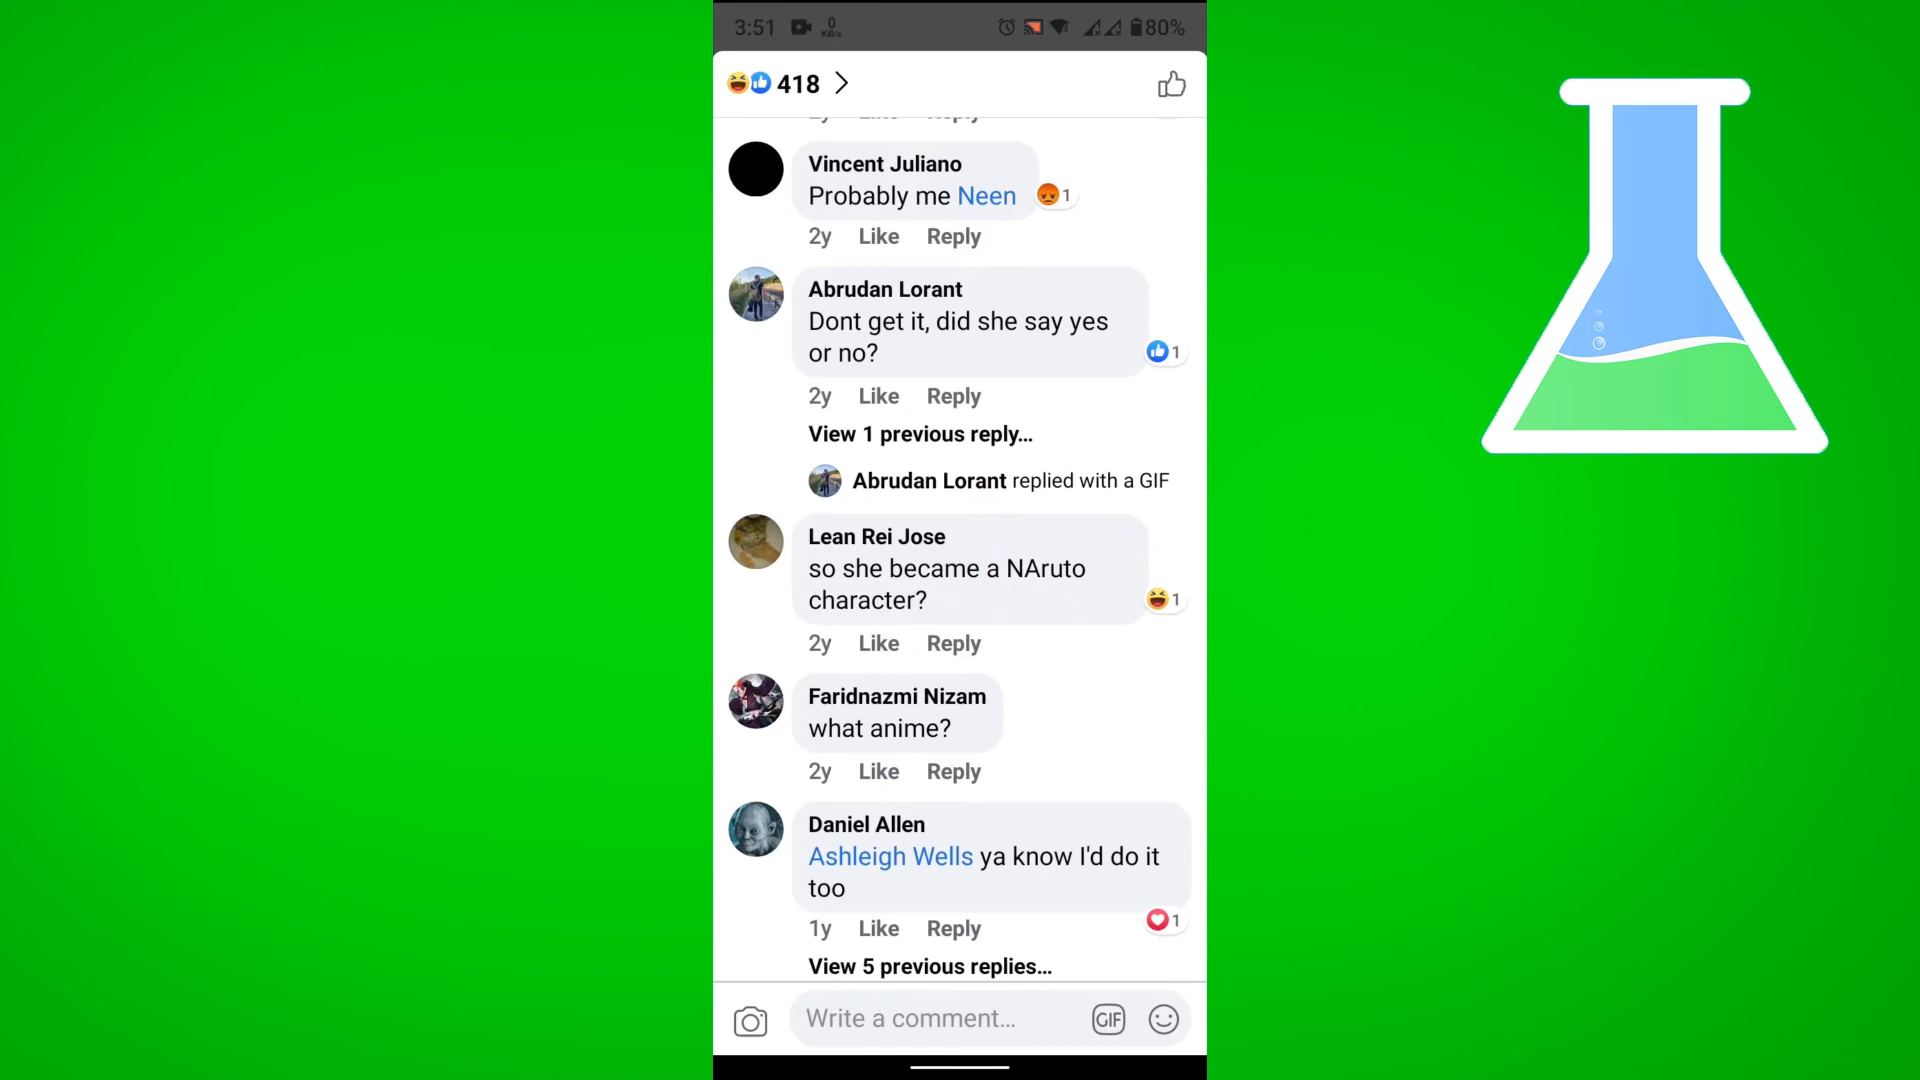 3:51 0 KB/s 80%
418
Vincent Juliano
Probably me Neen
1
2y Like Reply
Abrudan Lorant
Dont get it, did she say yes
or no?
1
2y Like Reply
View 1 previous reply...
Abrudan Lorant replied with a GIF
Lean Rei Jose
so she became a NAruto
character?
1
2y Like Reply
Faridnazmi Nizam
what anime?
2y Like Reply
Daniel Allen
Ashleigh Wells ya know I'd do it
too
1
1y Like Reply
View 5 previous replies...
Write a comment... GIF